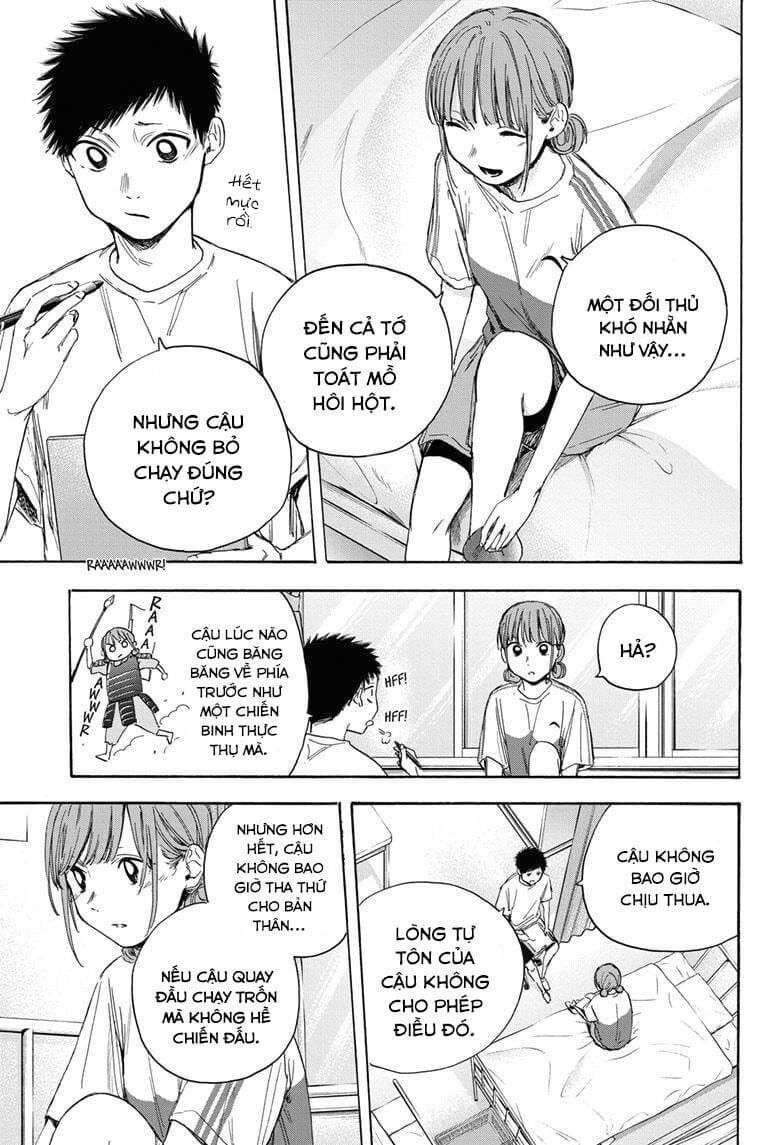 MỘT ĐỐI THỦ
KHÓ NHẰN
NHƯ VẬY...
ĐẾN CẢ TỚ
CŨNG PHẢI
TOÁT MỒ
HÔI HỘT.
Hết
mực
rồi.
NHƯNG CẬU
KHÔNG BỎ
CHẠY ĐÚNG
CHỨ?
HẢ?
HFF!
HFF!
CẬU LÚC NÀO
CŨNG BĂNG
BĂNG VỀ PHÍA
TRƯỚC NHƯ
MỘT CHIẾN
BINH THỰC
THỤ MÀ.
RAAAAAWWWR!
RAAAAWWWR
CẬU KHÔNG
BAO GIỜ
CHỊU THUA.
LÒNG TỰ
TÔN CỦA
CẬU KHÔNG
CHO PHÉP
ĐIỀU ĐÓ.
NHƯNG HƠN
HẾT, CẬU
KHÔNG BAO
GIỜ THA THỨ
CHO BẢN
THÂN...
NẾU CẬU QUAY
ĐẦU CHẠY TRỐN
MÀ KHÔNG HỀ
CHIẾN ĐẤU.